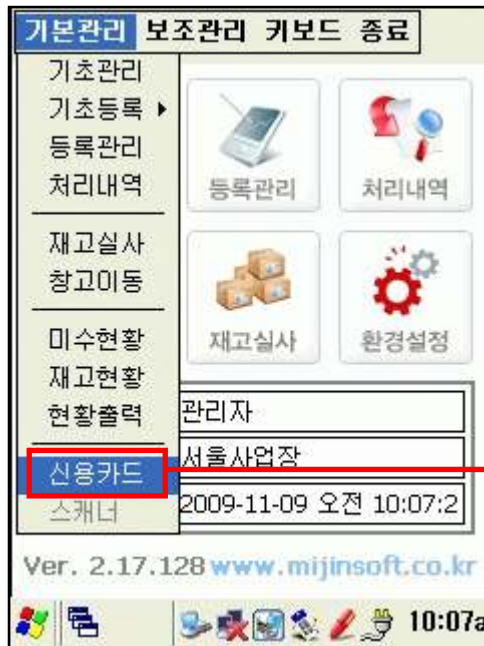 기본관리 보조관리 키보드 종료
기초관리
기초등록
등록관리
처리내역
재고실사
창고이동
미수현황
재고현황
현황출력
신용카드
스캐너
등록관리 처리내역
재고실사 환경설정
관리자
서울사업장
2009-11-09 오전 10:07:2
Ver. 2.17.128 www.mijinsoft.co.kr
10:07a